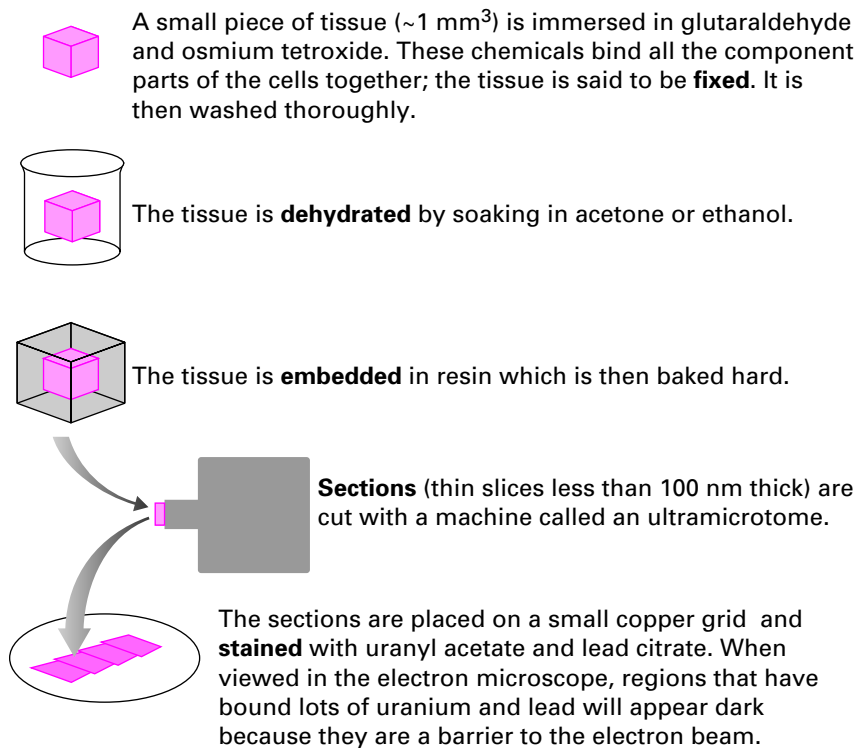 A small piece of tissue (~1 mm3) is immersed in glutaraldehyde
and osmium tetroxide. These chemicals bind all the component
parts of the cells together; the tissue is said to be fixed. It is
then washed thoroughly.
The tissue is dehydrated by soaking in acetone or ethanol.
The tissue is embedded in resin which is then baked hard.
Sections (thin slices less than 100 nm thick) are
cut with a machine called an ultramicrotome.
The sections are placed on a small copper grid and
stained with uranyl acetate and lead citrate. When
viewed in the electron microscope, regions that have
bound lots of uranium and lead will appear dark
because they are a barrier to the electron beam.